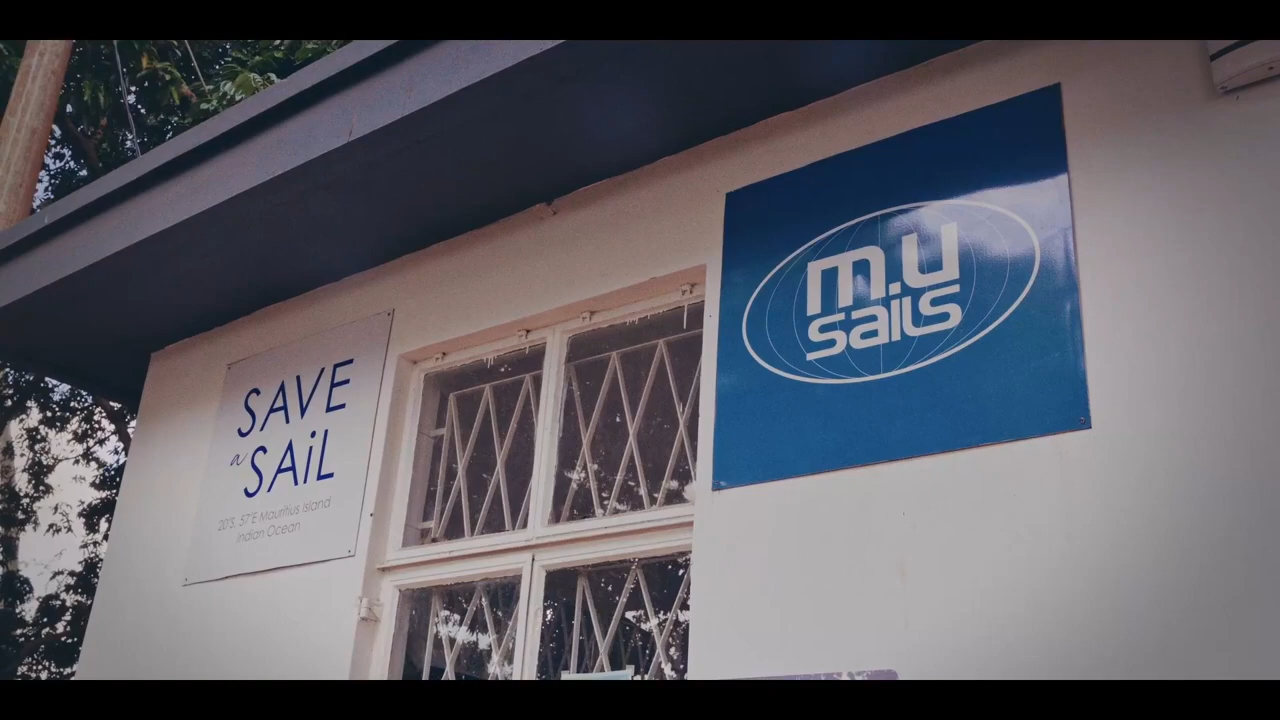 SAVE
a SAiL
20°S, 57°E Mauritius Island
Indian Ocean
m.u
sails